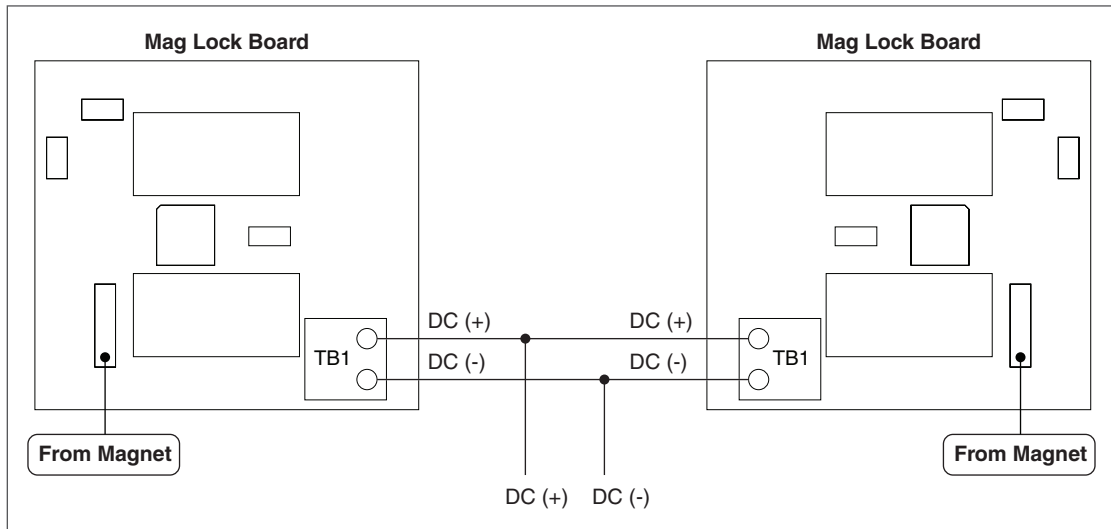 Mag Lock Board
Mag Lock Board
DC (+)
DC (+)
TB1
DC (-)
DC (-)
TB1
From Magnet
From Magnet
DC (+)
DC (-)